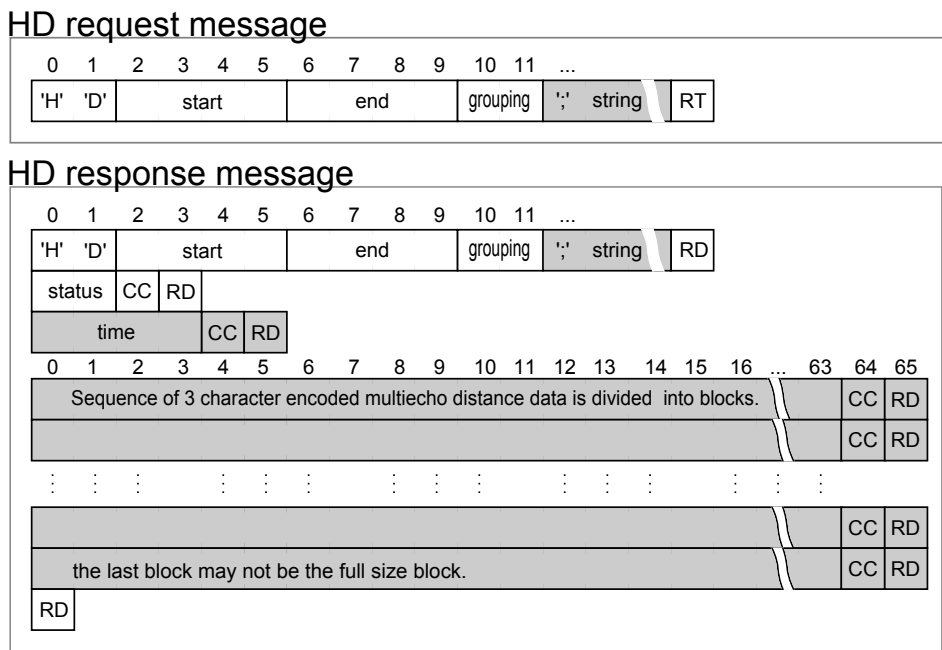 HD request message
0 1 2 3 4 5 6 7 8 9 10 11 ...
'H' 'D' start end grouping ';' string RT
HD response message
0 1 2 3 4 5 6 7 8 9 10 11 ...
'H' 'D' start end grouping ';' string RD
status CC RD
time CC RD
0 1 2 3 4 5 6 7 8 9 10 11 12 13 14 15 16 ... 63 64 65
Sequence of 3 character encoded multiecho distance data is divided into blocks. CC RD
CC RD
CC RD
the last block may not be the full size block. CC RD
RD